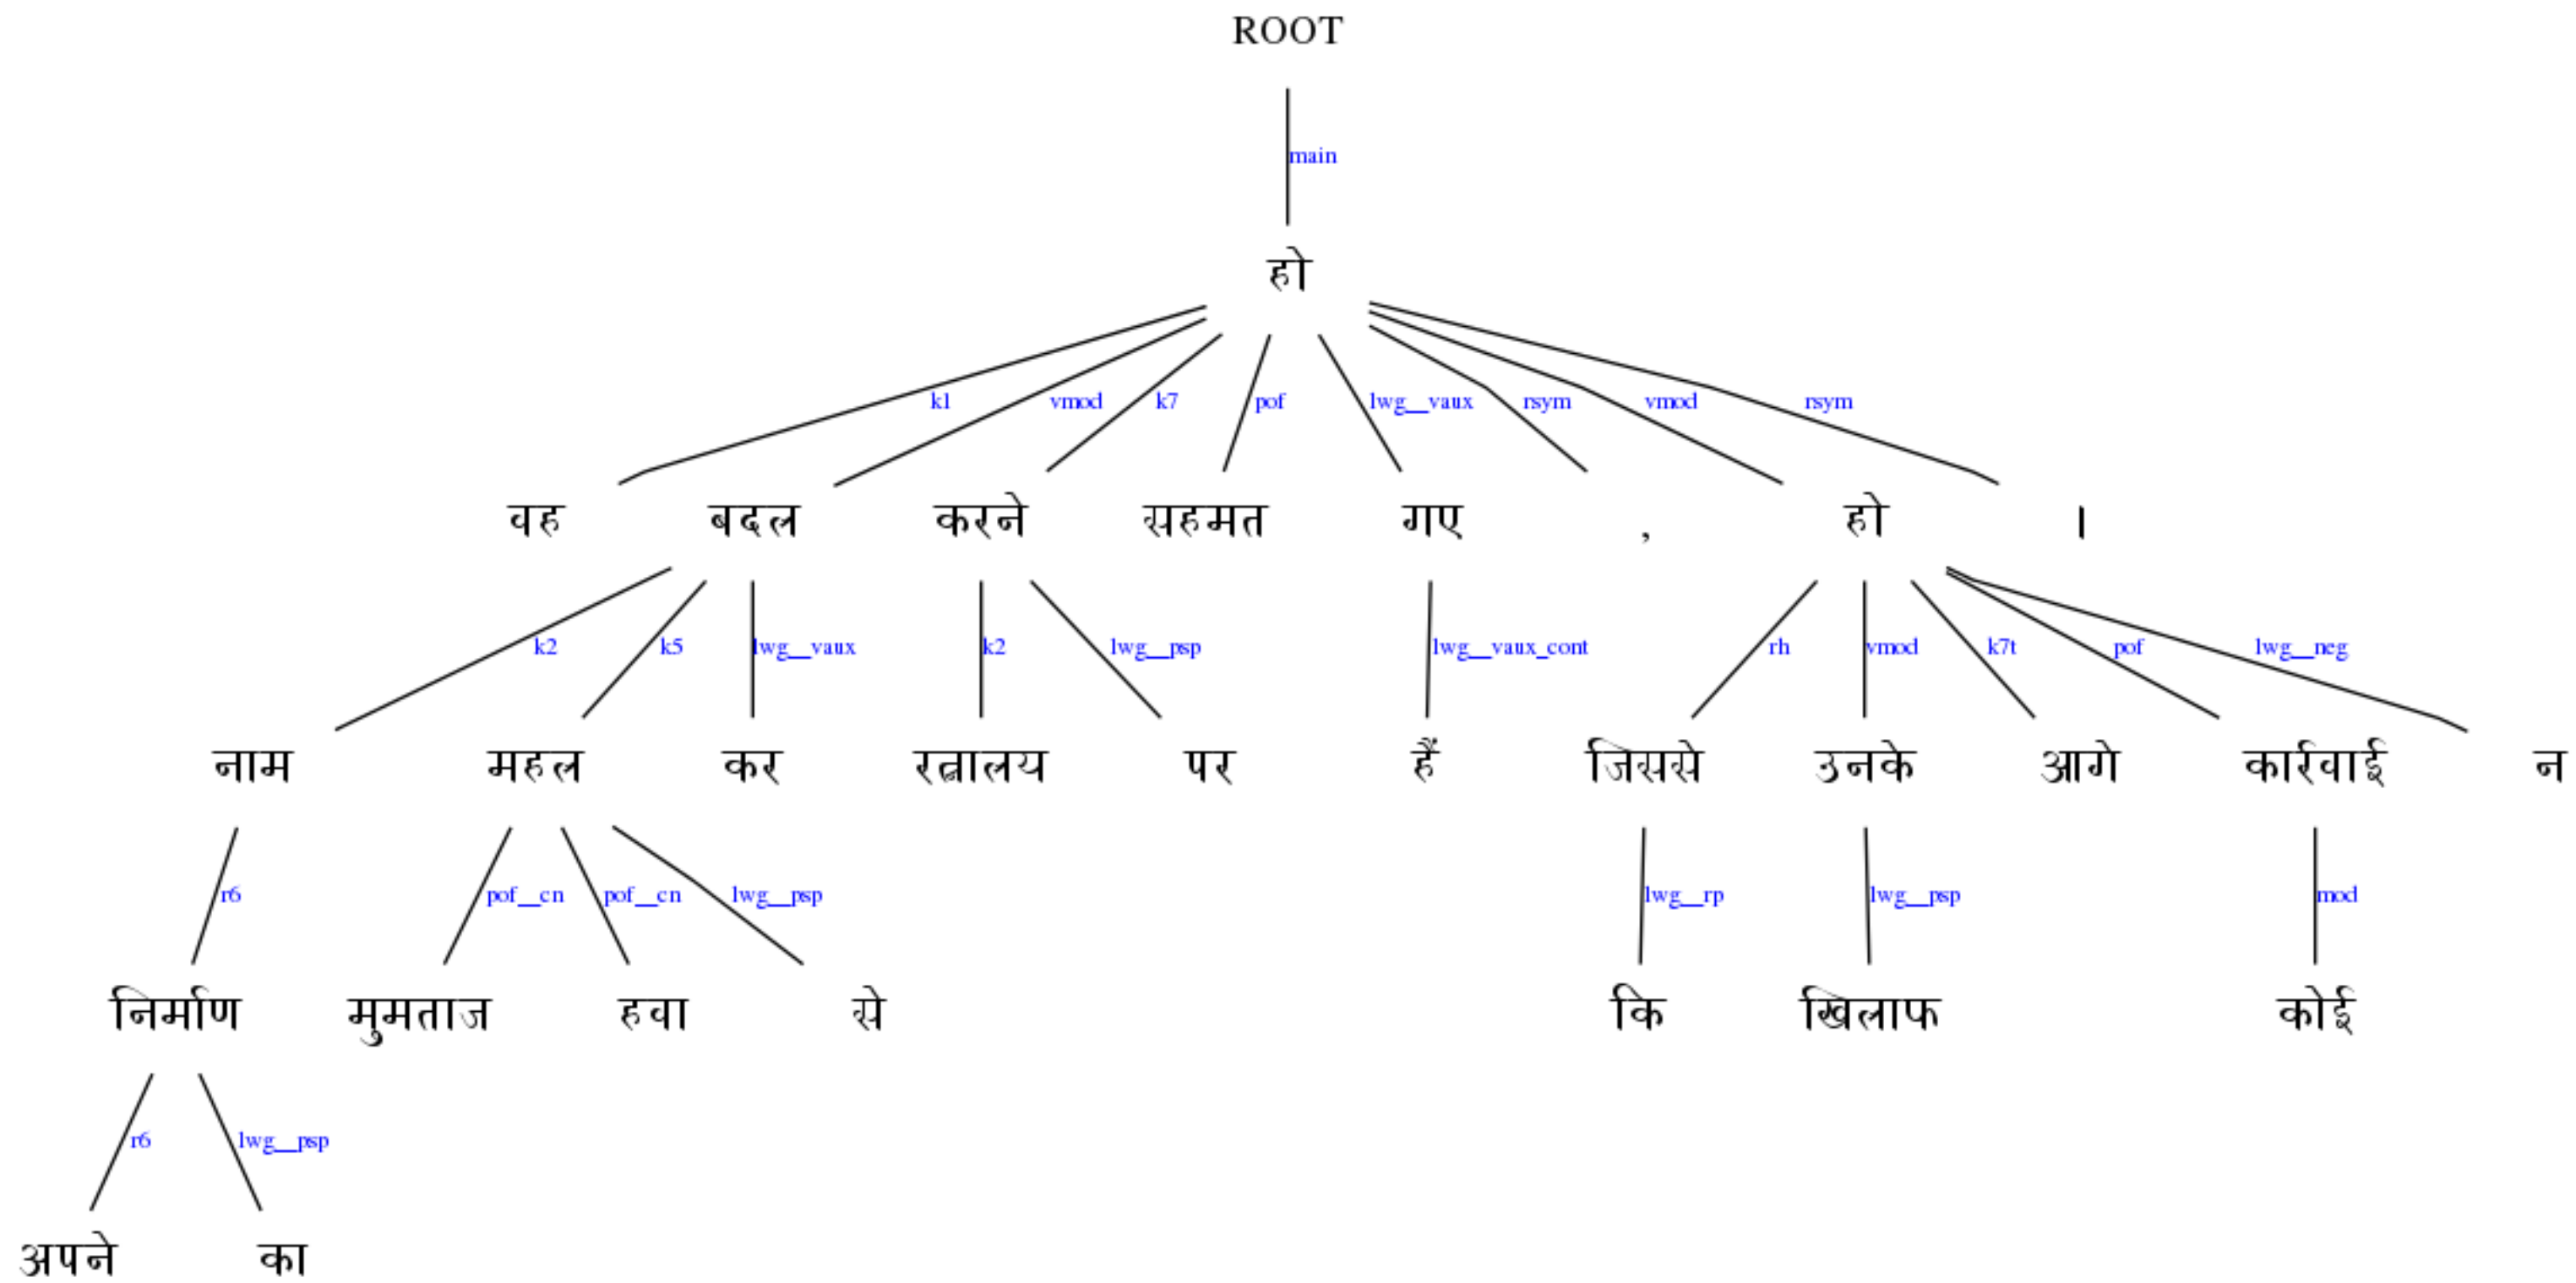 ROOT
main
हो
k1 vmod k7 pof lwg__vaux rsym vmod rsym
वह बदल करने सहमत गए , हो ।
k2 k5 lwg__vaux k2 lwg__psp lwg__vaux_cont rh vmod k7t pof lwg__neg
नाम महल कर रत्नालय पर हैं जिससे उनके आगे कार्रवाई न
r6 pof__cn pof__cn lwg__psp lwg__rp lwg__psp mod
निर्माण मुमताज हवा से कि खिलाफ कोई
r6 lwg__psp
अपने का